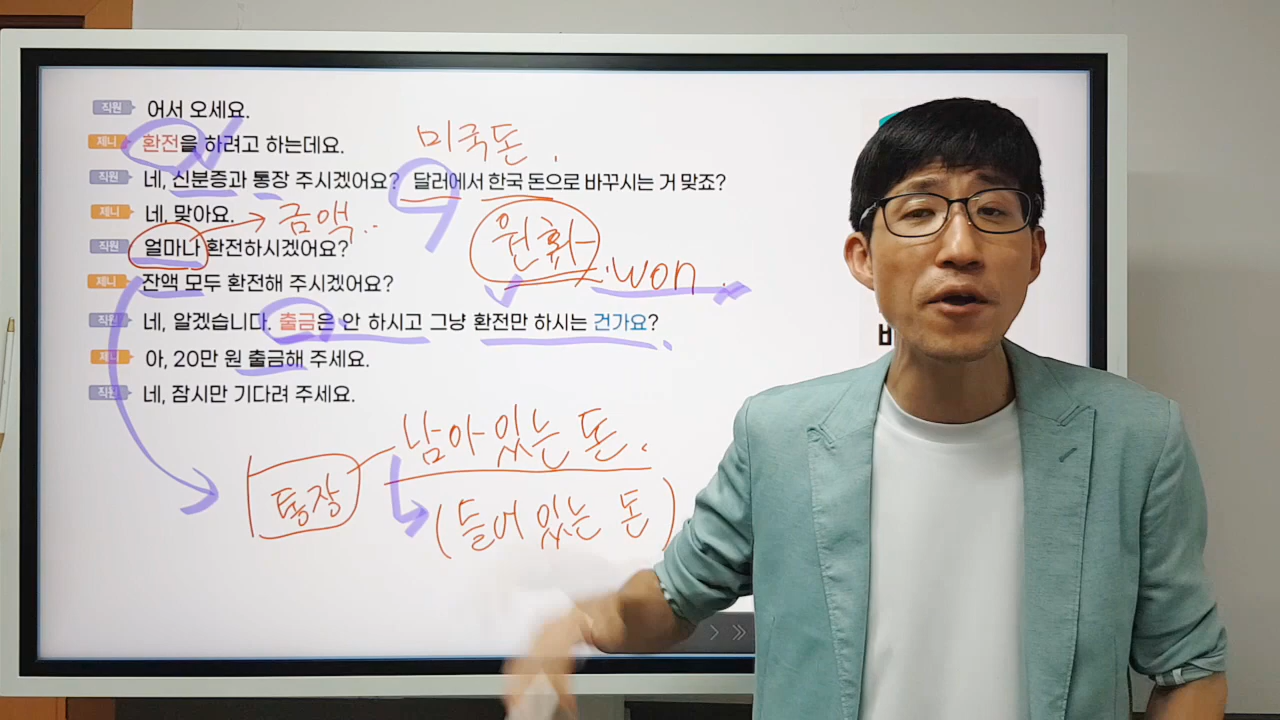 직원 어서 오세요.
제니 환전을 하려고 하는데요.
미국돈.
직원 네, 신분증과 통장 주시겠어요? 달러에서 한국 돈으로 바꾸시는 거 맞죠?
제니 네, 맞아요.
금액..
원화
직원 얼마나 환전하시겠어요?
won.
제니 잔액 모두 환전해 주시겠어요?
직원 네, 알겠습니다. 출금은 안 하시고 그냥 환전만 하시는 건가요?
제니 아, 20만 원 출금해 주세요.
직원 네, 잠시만 기다려 주세요.
남아있는 돈.
통장
(들어 있는 돈)